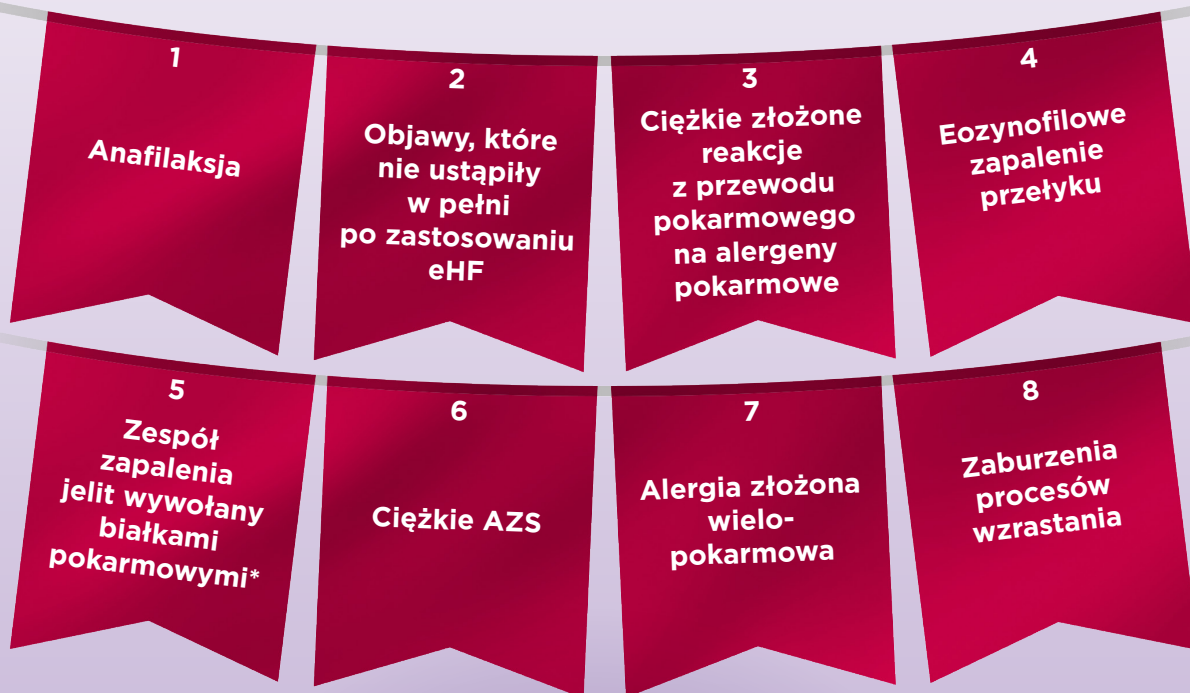 1
Anafilaksja
2
Objawy, które
nie ustąpiły
w pełni
po zastosowaniu
eHF
3
Ciężkie złożone
reakcje
z przewodu
pokarmowego
na alergeny
pokarmowe
4
Eozynofilowe
zapalenie
przełyku
5
Zespół
zapalenia
jelit wywołany
białkami
pokarmowymi*
6
Ciężkie AZS
7
Alergia złożona
wielo-
pokarmowa
8
Zaburzenia
procesów
wzrastania